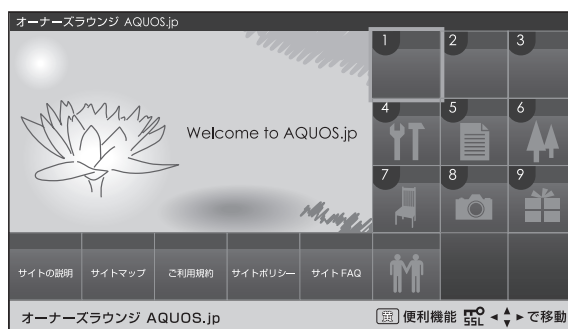 オーナーズラウンジ AQUOS.jp
1
2
3
Welcome to AQUOS.jp
4
5
6
7
8
9
サイトの説明
サイトマップ
ご利用規約
サイトポリシー
サイト FAQ
オーナーズラウンジ AQUOS.jp
黄 便利機能 SSL で移動